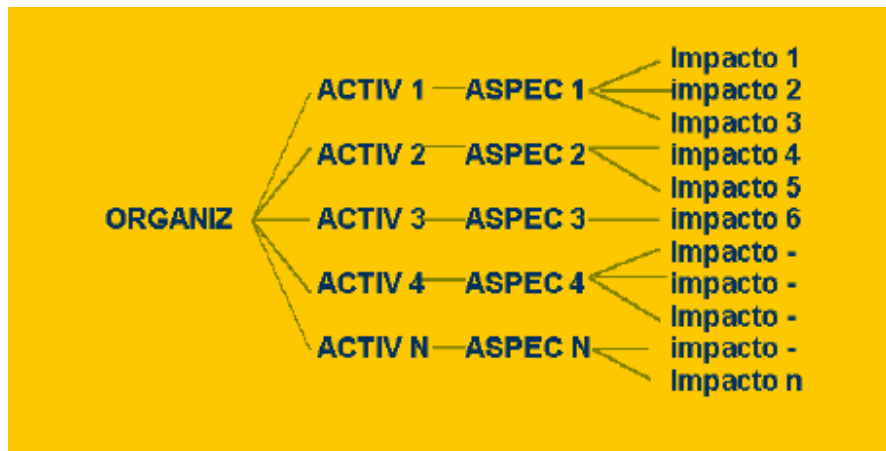 Impacto 1
ACTIV 1 ASPEC 1 impacto 2
Impacto 3
ACTIV 2 ASPEC 2 impacto 4
Impacto 5
ORGANIZ ACTIV 3 ASPEC 3 impacto 6
Impacto -
ACTIV 4 ASPEC 4 impacto -
Impacto -
ACTIV N ASPEC N impacto -
Impacto n